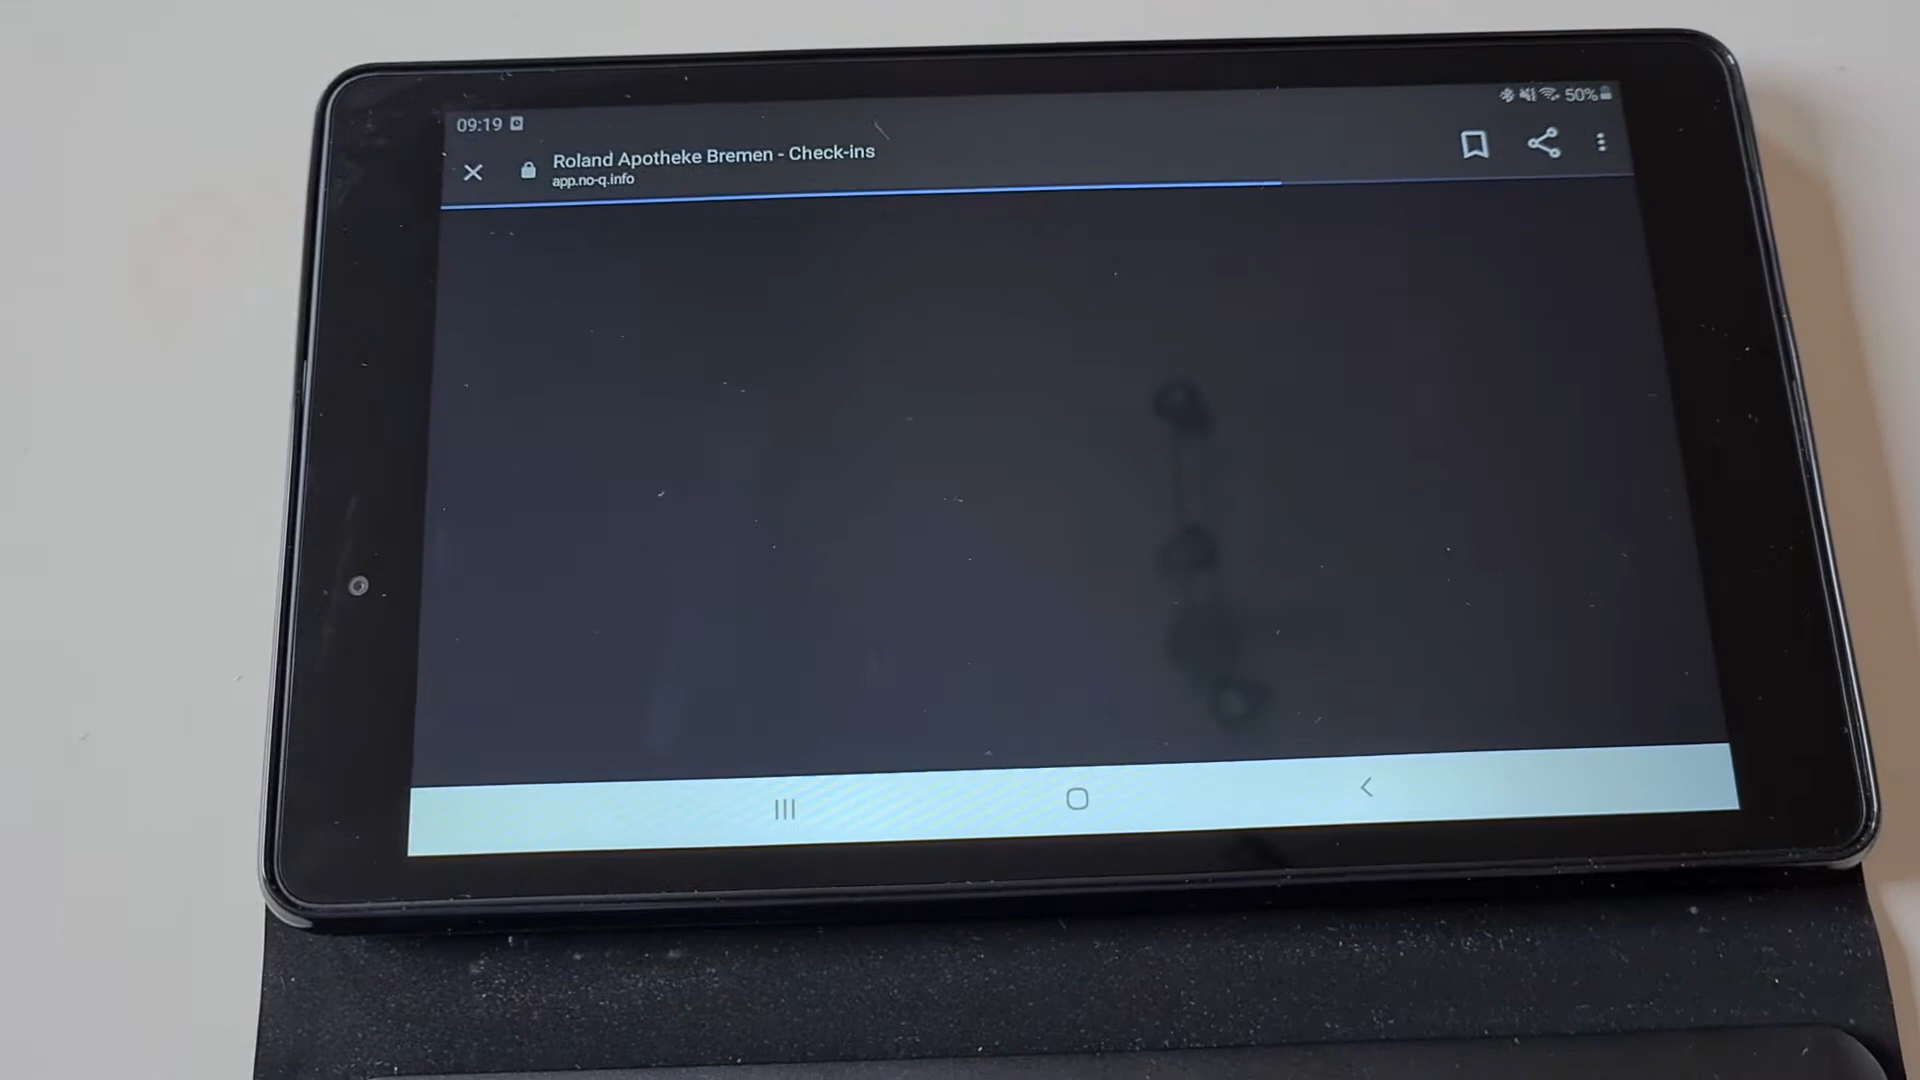 09:19
50%
Roland Apotheke Bremen - Check-ins
app.no-q.info